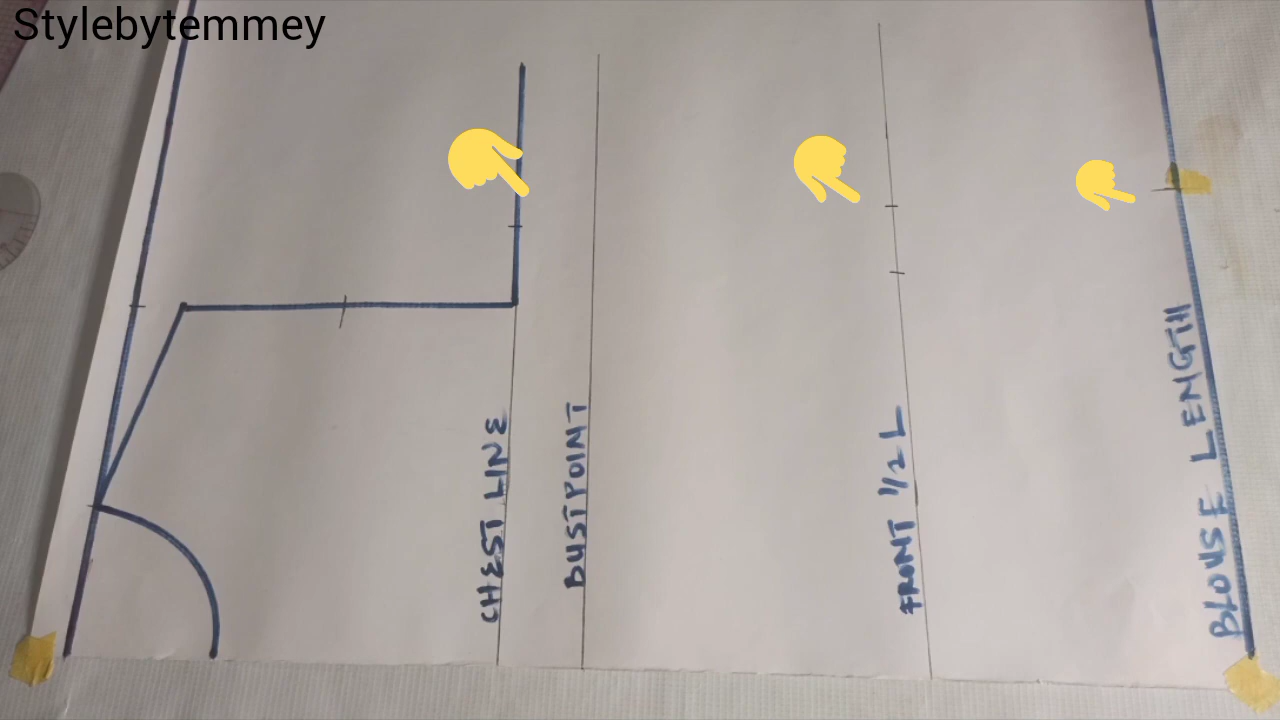 Stylebytemmey
CHEST LINE
BUSTPOINT
FRONT 1/2 L
BLOUSE LENGTH